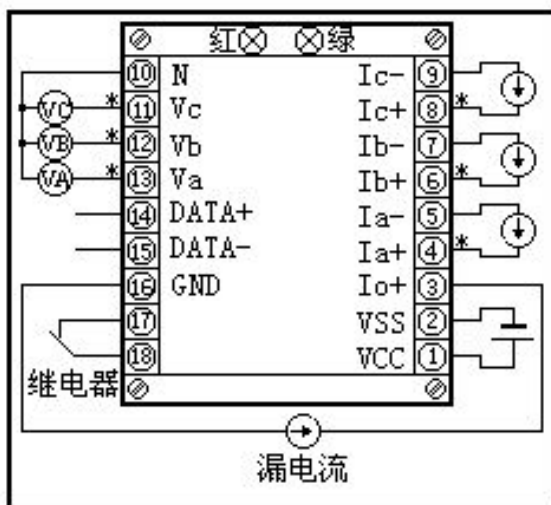 红 绿
⑩ N Ic- ⑨
VC * ⑪ Vc Ic+ ⑧ *
VB * ⑫ Vb Ib- ⑦
VA * ⑬ Va Ib+ ⑥ *
⑭ DATA+ Ia- ⑤
⑮ DATA- Ia+ ④ *
⑯ GND Io+ ③
⑰ VSS ②
⑱ VCC ①
继电器
漏电流